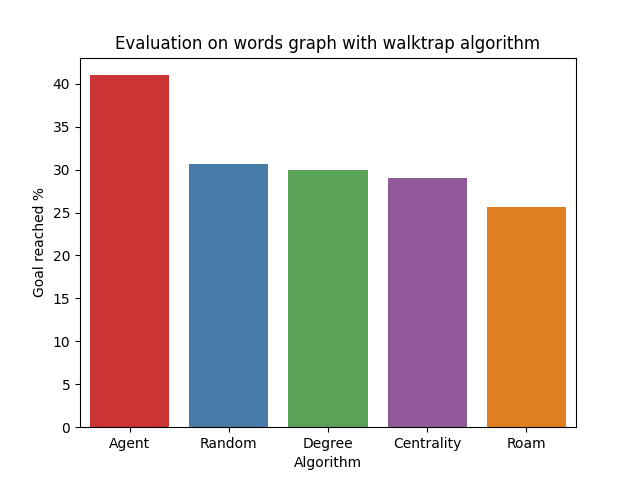 Evaluation on words graph with walktrap algorithm
Goal reached %
40
35
30
25
20
15
10
5
0
Agent Random Degree Centrality Roam
Algorithm